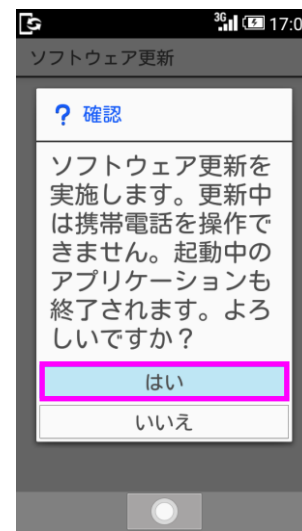 3G 17:0
ソフトウェア更新
? 確認
ソフトウェア更新を
実施します。更新中
は携帯電話を操作で
きません。起動中の
アプリケーションも
終了されます。よろ
しいですか？
はい
いいえ